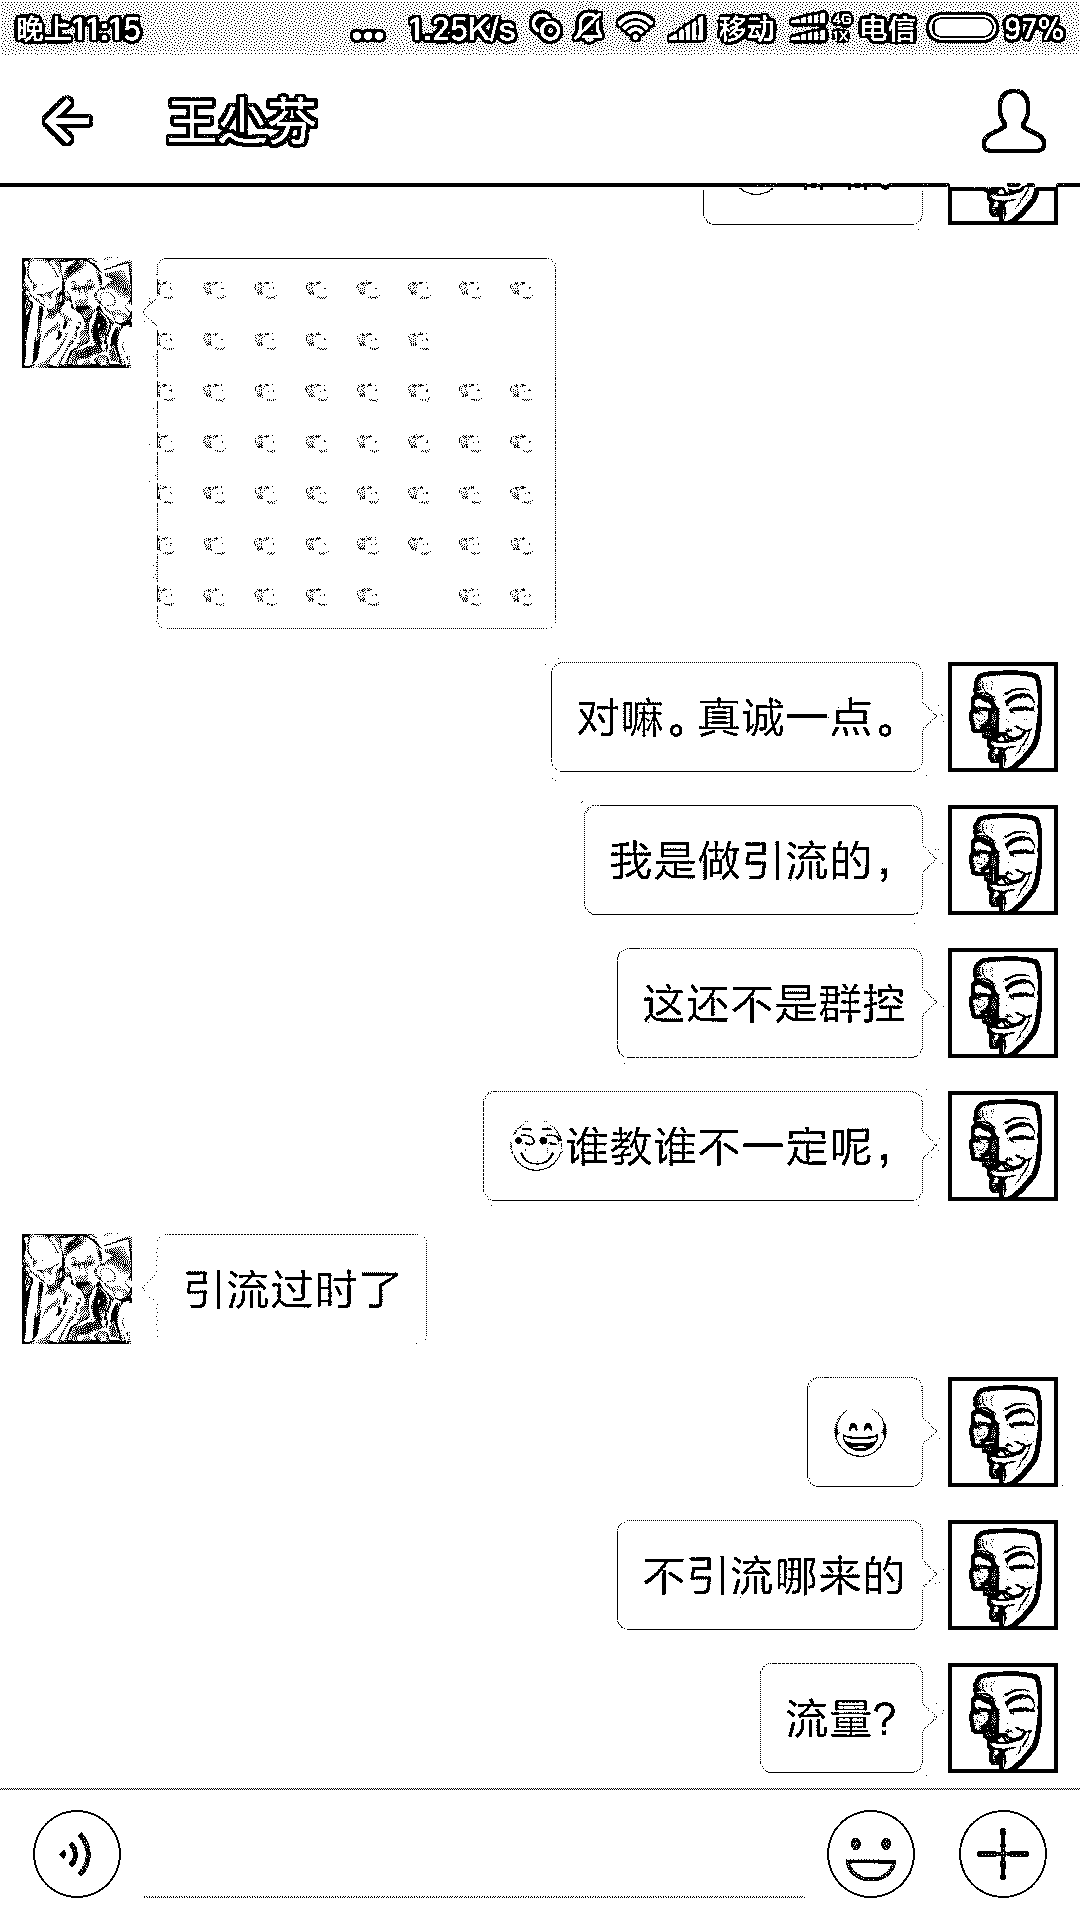 晚上11:15
... 1.25K/s 移动 4G 1X 电信 97%
王小芬
对嘛。真诚一点。
我是做引流的，
这还不是群控
谁教谁不一定呢，
引流过时了
不引流哪来的
流量?